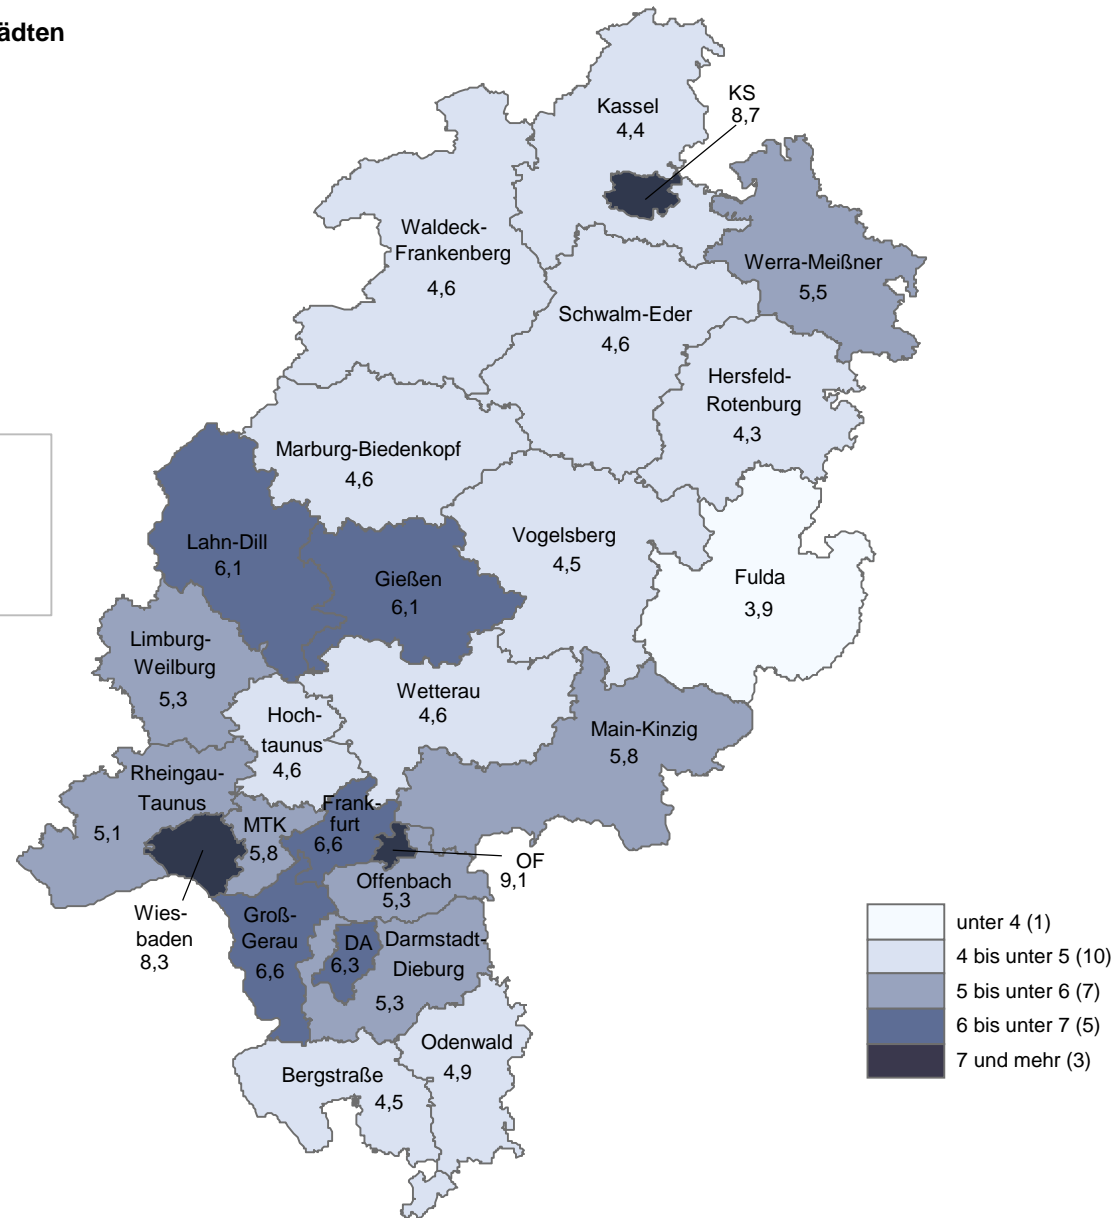 ädten
KS
8,7
Kassel
4,4
Waldeck-
Frankenberg
4,6
Werra-Meißner
5,5
Schwalm-Eder
4,6
Hersfeld-
Rotenburg
4,3
Marburg-Biedenkopf
4,6
Lahn-Dill
6,1
Gießen
6,1
Vogelsberg
4,5
Fulda
3,9
Limburg-
Weilburg
5,3
Wetterau
4,6
Hoch-
taunus
4,6
Main-Kinzig
5,8
Rheingau-
Taunus
5,1
MTK
5,8
Frank-
furt
6,6
OF
9,1
Offenbach
5,3
Wies-
baden
8,3
Groß-
Gerau
6,6
DA
6,3
Darmstadt-
Dieburg
5,3
Odenwald
4,9
Bergstraße
4,5
unter 4 (1)
4 bis unter 5 (10)
5 bis unter 6 (7)
6 bis unter 7 (5)
7 und mehr (3)